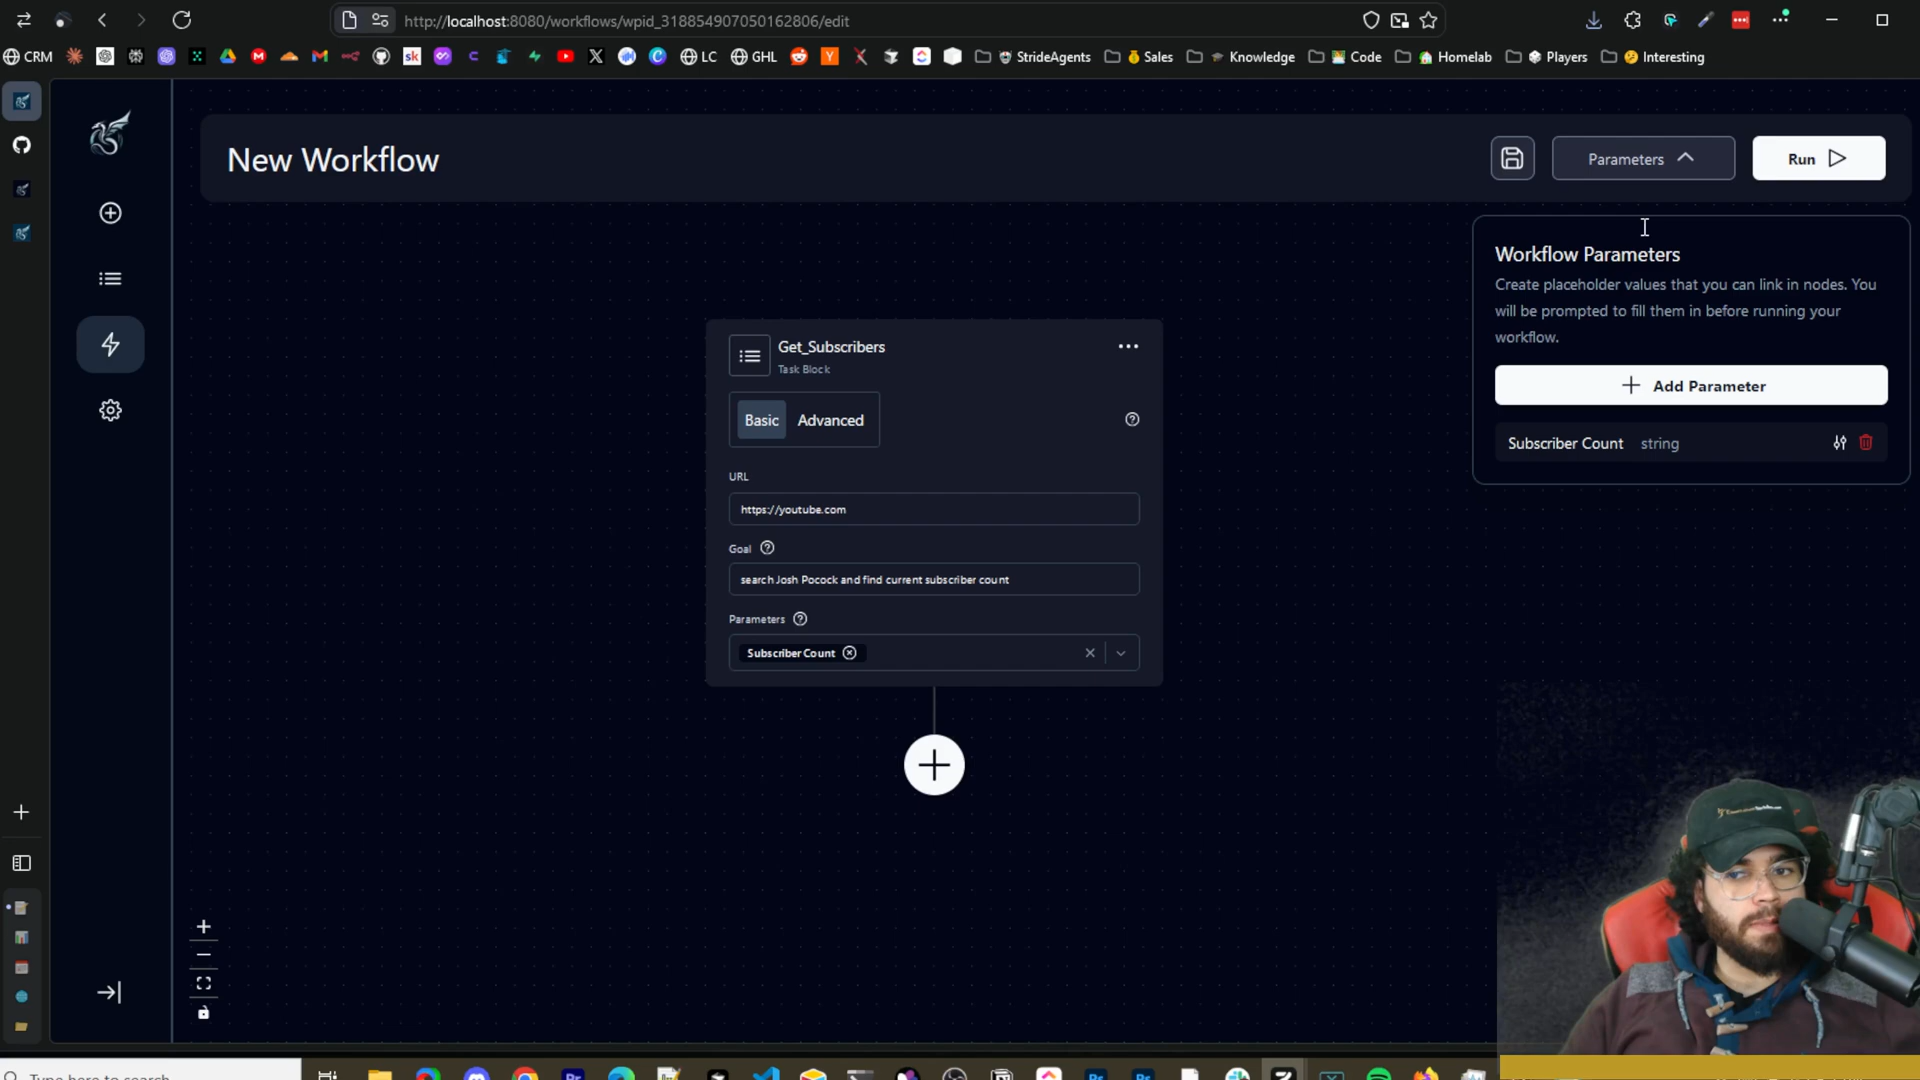 http://localhost:8080/workflows/wpid_318854907050162806/edit
CRM
LC
GHL
StrideAgents
Sales
Knowledge
Code
Homelab
Players
Interesting
New Workflow
Parameters
Run
Workflow Parameters
Create placeholder values that you can link in nodes. You
will be prompted to fill them in before running your
workflow.
Add Parameter
Subscriber Count string
Get_Subscribers
Task Block
Basic Advanced
URL
https://youtube.com
Goal
search Josh Pocock and find current subscriber count
Parameters
Subscriber Count
Type here to search